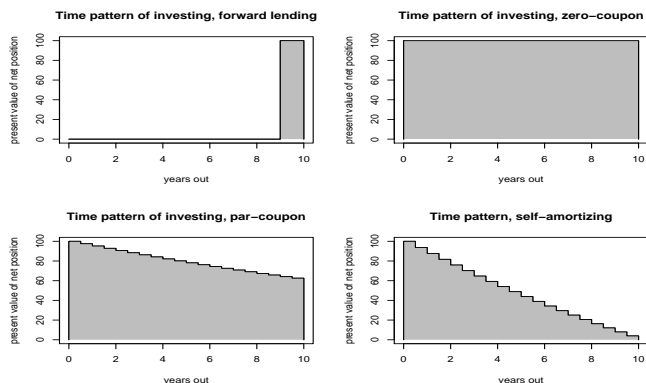 Time pattern of investing, forward lending
present value of net position
0 20 40 60 80 100
0 2 4 6 8 10
years out
Time pattern of investing, zero−coupon
present value of net position
0 20 40 60 80 100
0 2 4 6 8 10
years out
Time pattern of investing, par−coupon
present value of net position
0 20 40 60 80 100
0 2 4 6 8 10
years out
Time pattern, self−amortizing
present value of net position
0 20 40 60 80 100
0 2 4 6 8 10
years out